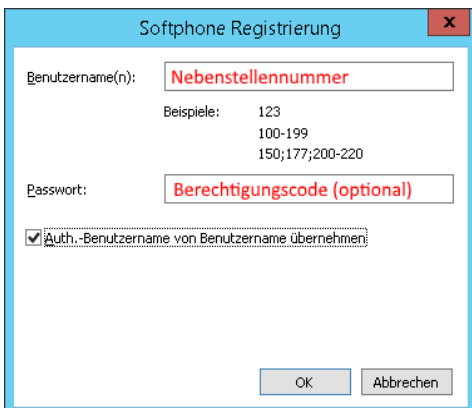 Softphone Registrierung
x
Benutzername(n): Nebenstellennummer
Beispiele: 123
100-199
150;177;200-220
Passwort: Berechtigungscode (optional)
Auth.-Benutzername von Benutzername übernehmen
OK Abbrechen